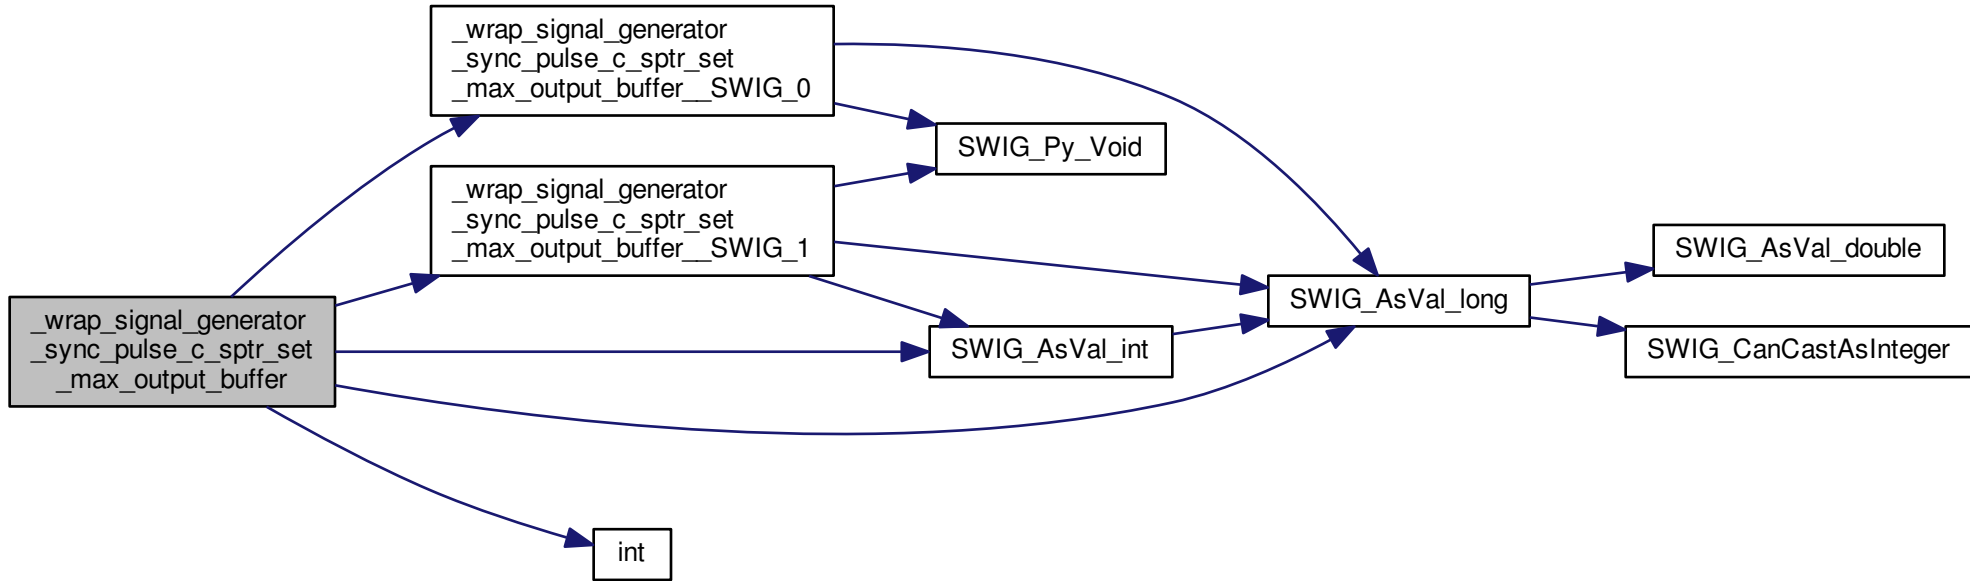 _wrap_signal_generator
_sync_pulse_c_sptr_set
_max_output_buffer__SWIG_0
SWIG_Py_Void
_wrap_signal_generator
_sync_pulse_c_sptr_set
_max_output_buffer__SWIG_1
SWIG_AsVal_double
SWIG_AsVal_long
_wrap_signal_generator
_sync_pulse_c_sptr_set
_max_output_buffer
SWIG_AsVal_int
SWIG_CanCastAsInteger
int